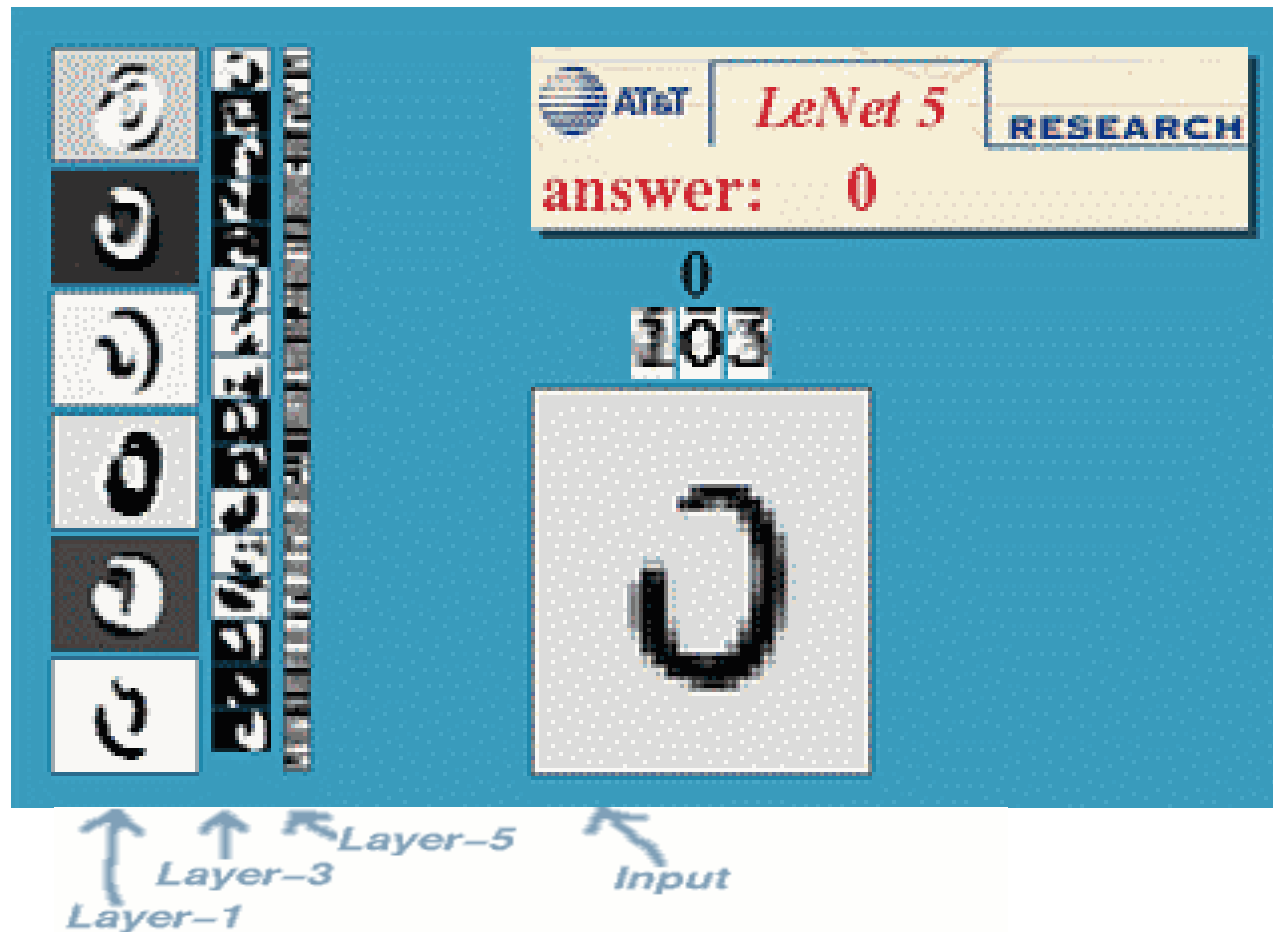 AT&T
LeNet 5
RESEARCH
answer: 0
0
103
Layer-5
Layer-3
Input
Layer-1